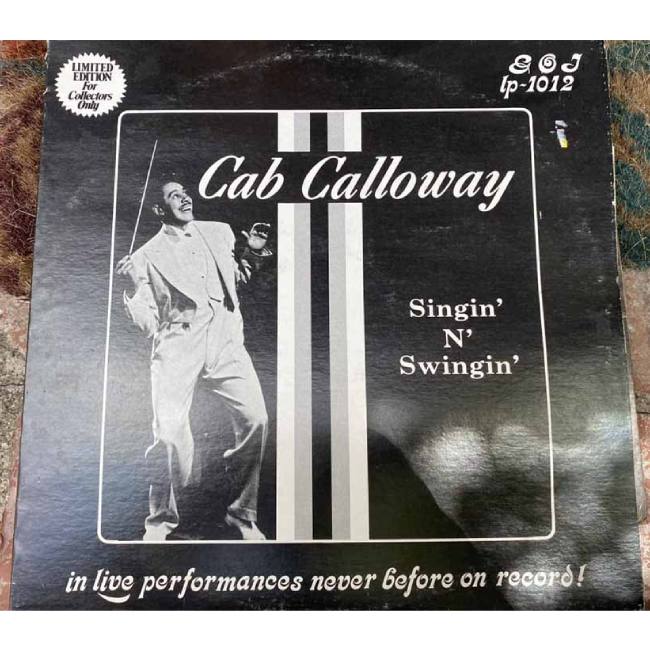 LIMITED
EDITION
For
Collectors
Only
G O J
lp-1012
Cab Calloway
Singin'
N'
Swingin'
in live performances never before on record!